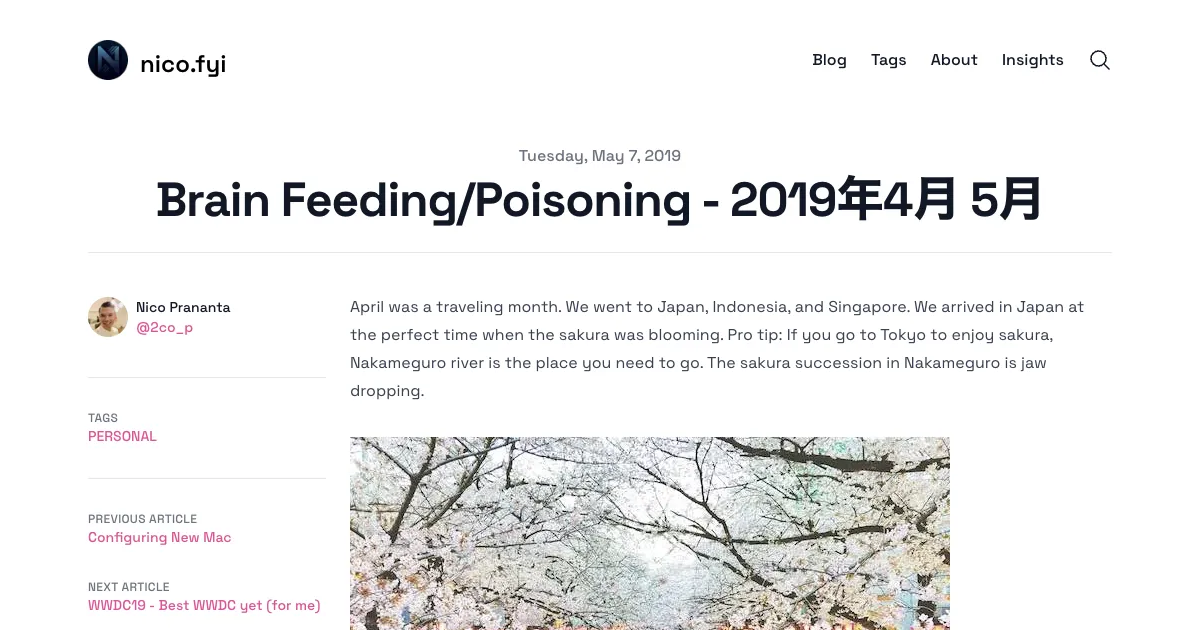 nico.fyi
Blog Tags About Insights
Tuesday, May 7, 2019
Brain Feeding/Poisoning - 2019年4月 5月
Nico Prananta
@2co_p
TAGS
PERSONAL
PREVIOUS ARTICLE
Configuring New Mac
NEXT ARTICLE
WWDC19 - Best WWDC yet (for me)
April was a traveling month. We went to Japan, Indonesia, and Singapore. We arrived in Japan at
the perfect time when the sakura was blooming. Pro tip: If you go to Tokyo to enjoy sakura,
Nakameguro river is the place you need to go. The sakura succession in Nakameguro is jaw
dropping.